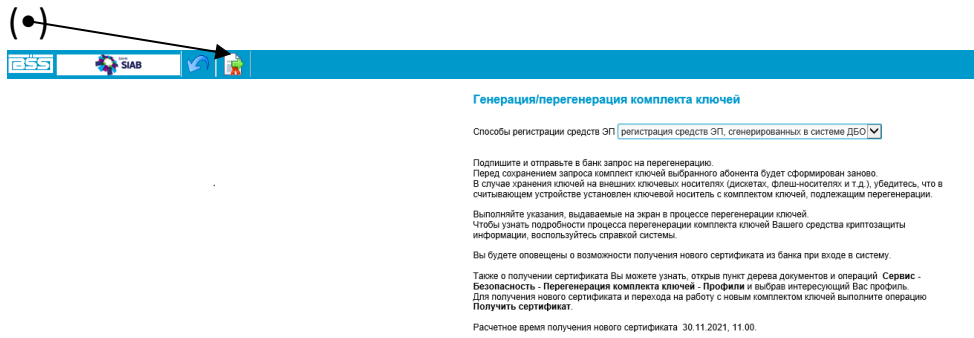 (•)
BSS
БАНК
SIAB
Генерация/перегенерация комплекта ключей
Способы регистрации средств ЭП регистрация средств ЭП, сгенерированных в системе ДБО
Подпишите и отправьте в банк запрос на перегенерацию.
Перед сохранением запроса комплект ключей выбранного абонента будет сформирован заново.
В случае хранения ключей на внешних ключевых носителях (дискетах, флеш-носителях и т.д.), убедитесь, что в
считывающем устройстве установлен ключевой носитель с комплектом ключей, подлежащим перегенерации.
Выполняйте указания, выдаваемые на экран в процессе перегенерации ключей.
Чтобы узнать подробности процесса перегенерации комплекта ключей Вашего средства криптозащиты
информации, воспользуйтесь справкой системы.
Вы будете оповещены о возможности получения нового сертификата из банка при входе в систему.
Также о получении сертификата Вы можете узнать, открыв пункт дерева документов и операций Сервис -
Безопасность - Перегенерация комплекта ключей - Профили и выбрав интересующий Вас профиль.
Для получения нового сертификата и перехода на работу с новым комплектом ключей выполните операцию
Получить сертификат.
Расчетное время получения нового сертификата 30.11.2021, 11.00.